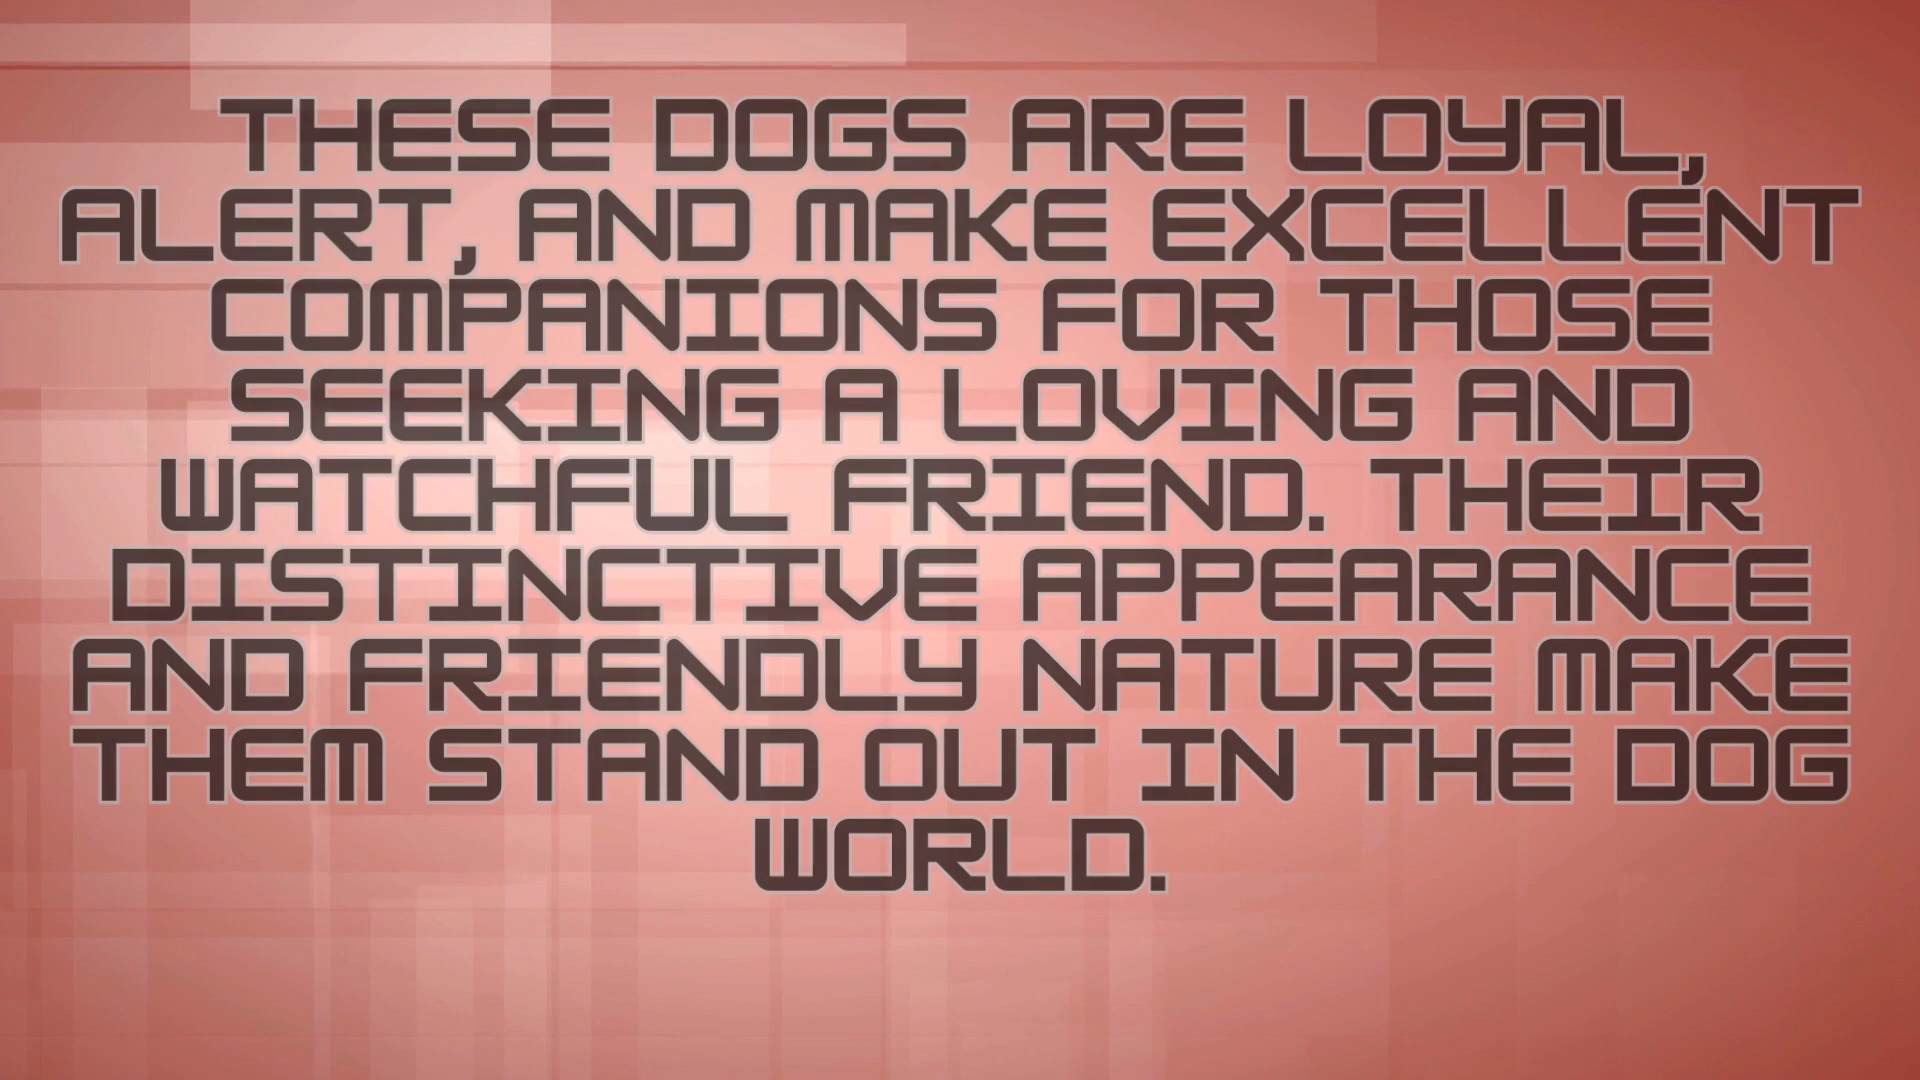 THESE DOGS ARE LOYAL,
ALERT, AND MAKE EXCELLENT
COMPANIONS FOR THOSE
SEEKING A LOVING AND
WATCHFUL FRIEND. THEIR
DISTINCTIVE APPEARANCE
AND FRIENDLY NATURE MAKE
THEM STAND OUT IN THE DOG
WORLD.